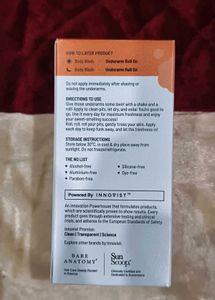 HOW TO LAYER PRODUCT
Body Wash Underarm Roll On
Body Wash Underarm Roll On
Do not apply immediately after shaving or
waxing the underarms.
DIRECTIONS TO USE
Give those underarms some lovin' with a shake and a
roll! Apply to clean pits, let dry, and voila! You're good to
go. Use it every day for maximum freshness and enjoy
your sweet-smelling success!
Roll, roll, roll your pits, gently treat your skin. Apply
each day to keep funk away, and let the freshness in!
STORAGE INSTRUCTIONS
Store below 30°C, in cool & dry place away from
sunlight. Do not freeze/refrigerate.
THE NO LIST
Alcohol-free
Silicone-free
Aluminium-free
Dye-free
Paraben-free
Powered By INNOVIST
An Innovation Powerhouse that formulates products,
which are scientifically proven to show results. Every
product goes through extensive testing and clinical
trials, and adheres to the European Standards of Safety.
Innovist Promise:
Clean | Transparent | Science
Explore other brands by Innovist:
BARE
ANATOMY
Sun
Scoop